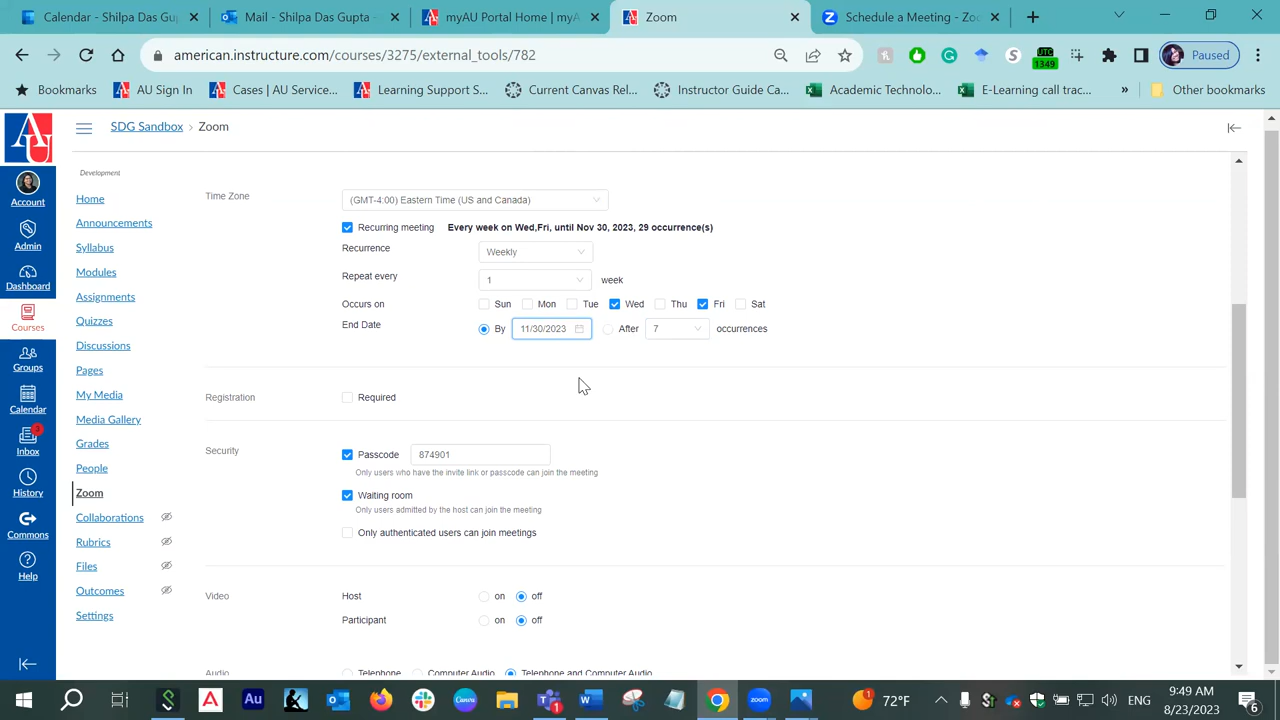 Calendar - Shilpa Das Gupta
Instructure - Shilpa Das Gupta
myAU Portal Home | myAU
Zoom
Schedule a Meeting - Zoo
american.instructure.com/courses/3275/external_tools/782
UTC
1349
Paused
Bookmarks
AU Sign In
Cases | AU Service...
Learning Support S...
Current Canvas Rel...
Instructor Guide Ca...
Academic Technolo...
E-Learning call trac...
»
Other bookmarks
AU
SDG Sandbox › Zoom
Account
Admin
Dashboard
Courses
Groups
Calendar
3
Inbox
History
Commons
Help
Development
Home
Announcements
Syllabus
Modules
Assignments
Quizzes
Discussions
Pages
My Media
Media Gallery
Grades
People
Zoom
Collaborations
Rubrics
Files
Outcomes
Settings
Time Zone (GMT-4:00) Eastern Time (US and Canada)
Recurring meeting Every week on Wed,Fri, until Nov 30, 2023, 29 occurrence(s)
Recurrence Weekly
Repeat every 1 week
Occurs on Sun Mon Tue Wed Thu Fri Sat
End Date By 11/30/2023 After 7 occurrences
Registration Required
Security Passcode 874901
Only users who have the invite link or passcode can join the meeting
Waiting room
Only users admitted by the host can join the meeting
Only authenticated users can join meetings
Video Host on off
Participant on off
Audio Telephone Computer Audio Telephone and Computer Audio
72°F
ENG
9:49 AM
8/23/2023
6